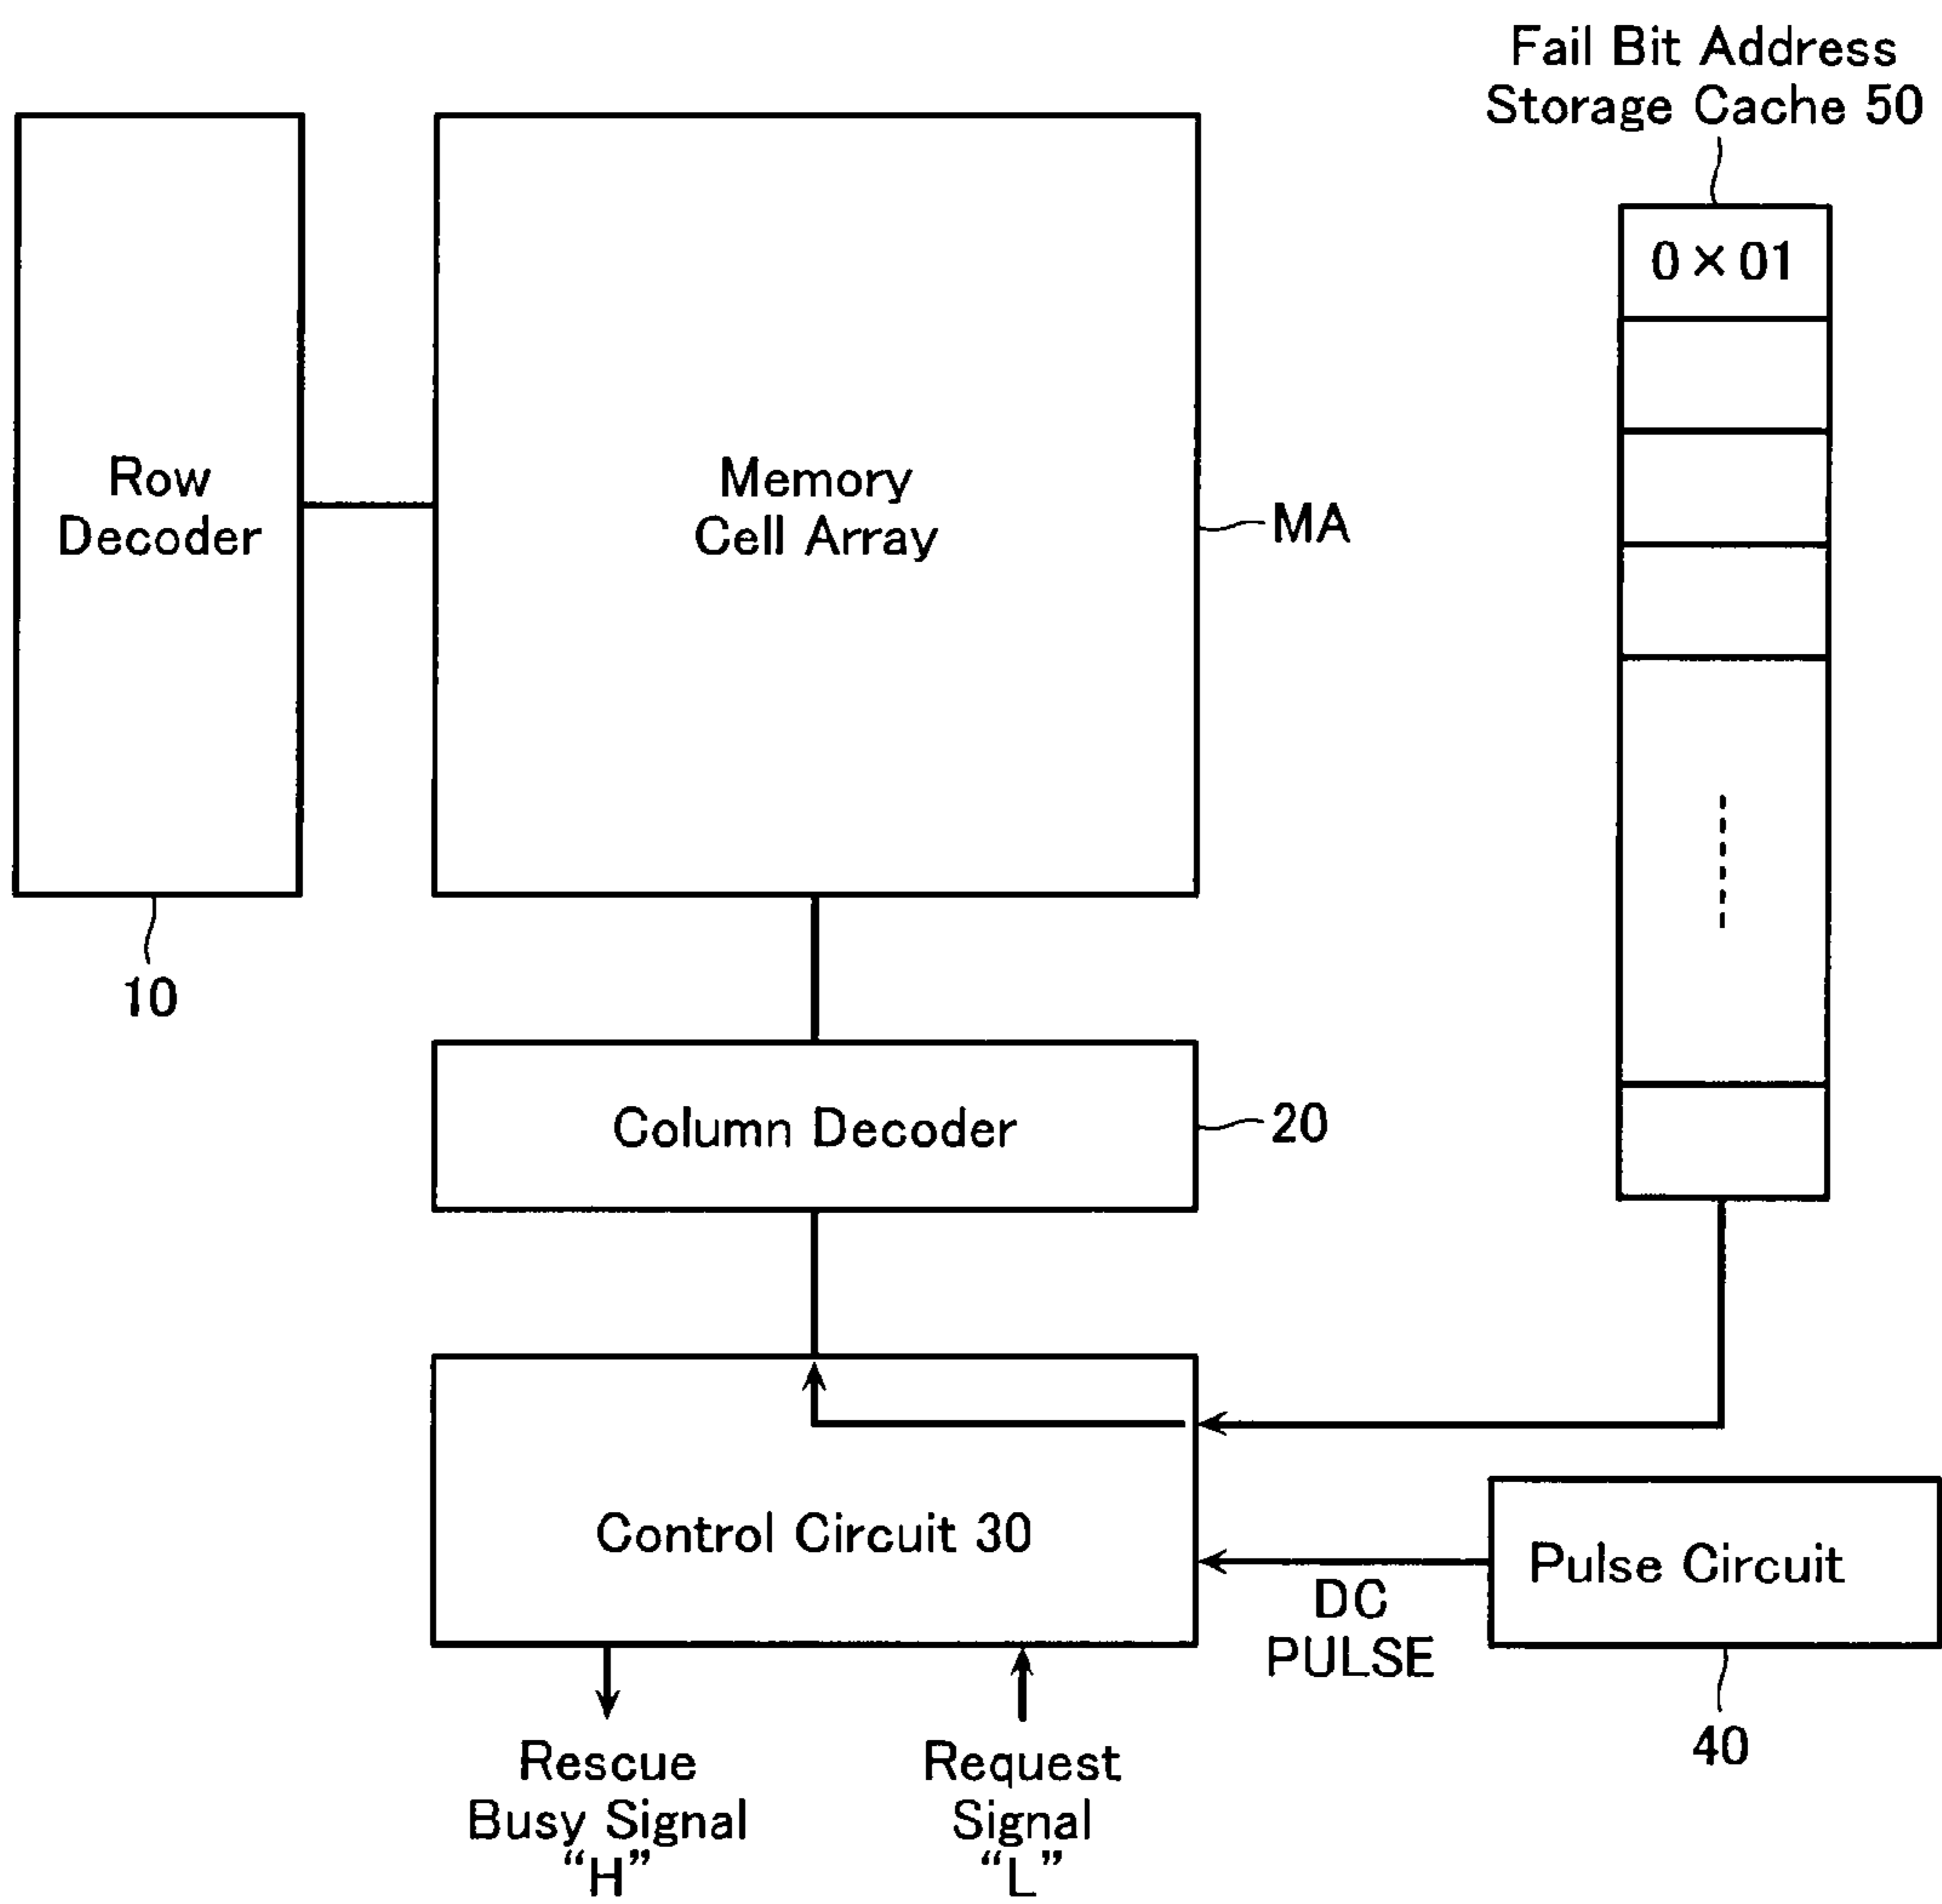 Fail Bit Address
Storage Cache 50
0×01
Row
Decoder
Memory
Cell Array
MA
10
Column Decoder
20
Control Circuit 30
Pulse Circuit
DC
PULSE
40
Rescue
Busy Signal
“H”
Request
Signal
“L”